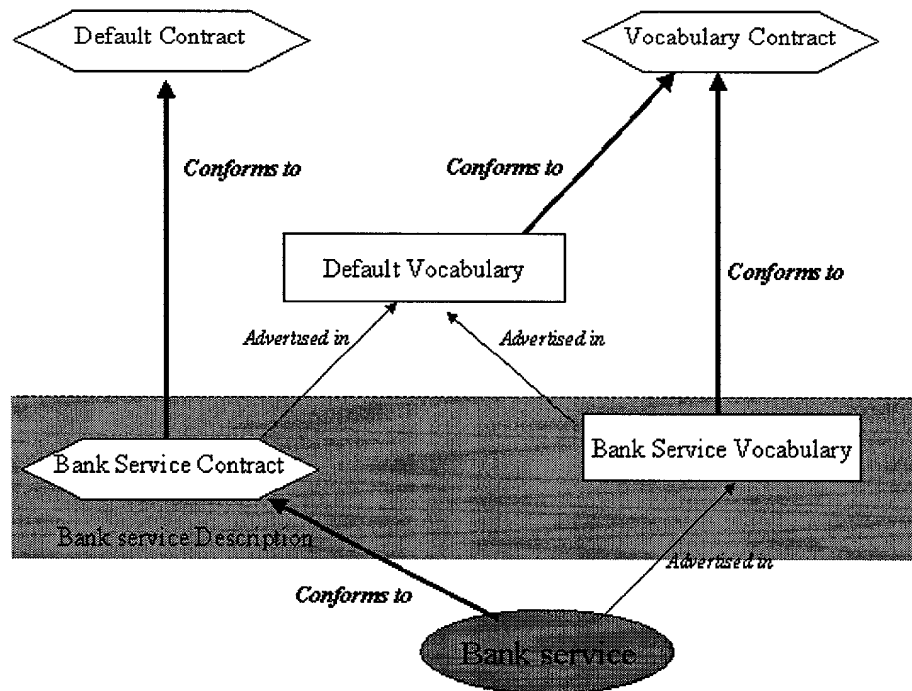 Default Contract
Vocabulary Contract
Conforms to
Conforms to
Default Vocabulary
Conforms to
Advertised in
Advertised in
Bank Service Contract
Bank Service Vocabulary
Bank service Description
Advertised in
Conforms to
Bank service